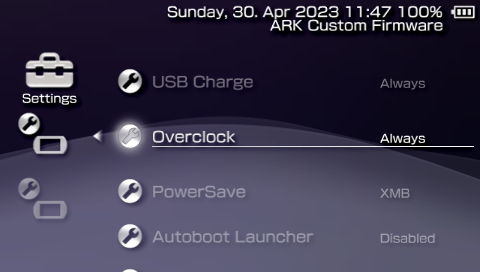 Sunday, 30. Apr 2023 11:47 100%
ARK Custom Firmware
Settings
USB Charge Always
Overclock Always
PowerSave XMB
Autoboot Launcher Disabled